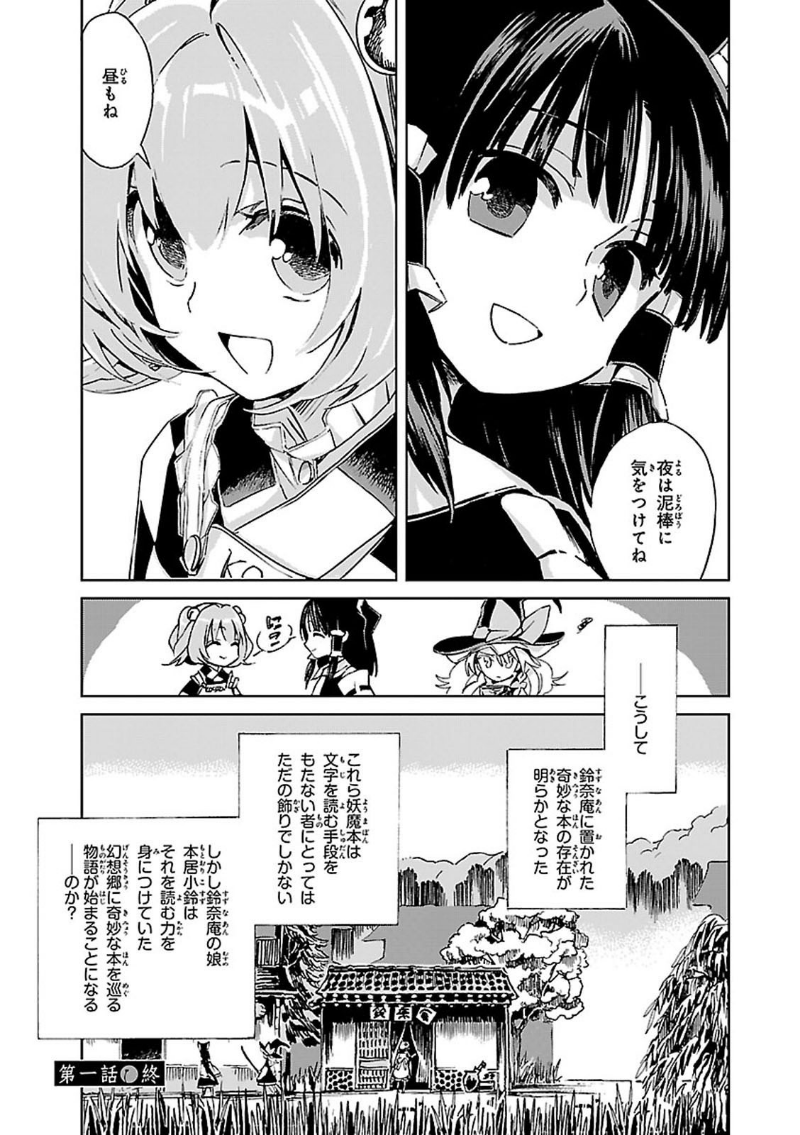 夜は泥棒に
気をつけてね
昼もね
KO
――こうして
鈴奈庵に置かれた
奇妙な本の存在が
明らかとなった
これら妖魔本は
文字を読む手段を
もたない者にとっては
ただの飾りでしかない
しかし鈴奈庵の娘
本居小鈴は
それを読む力を
身につけていた
幻想郷に奇妙な本を巡る
物語が始まることになる
――のか？
第一話 終